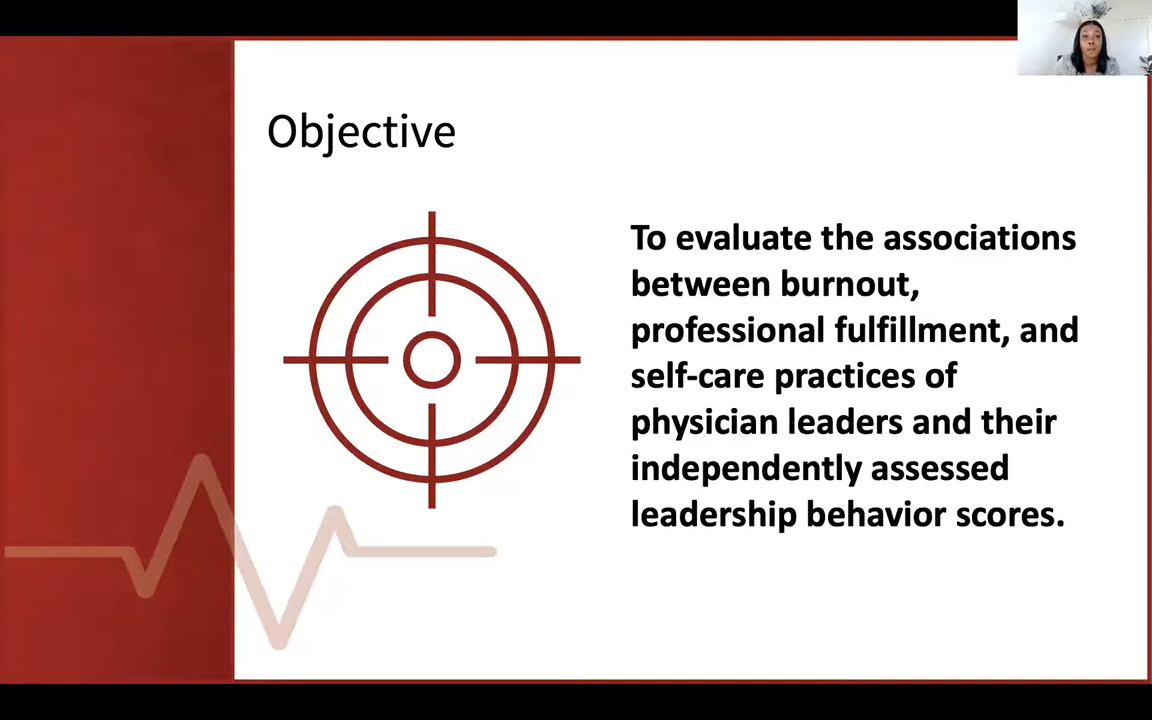 Objective
To evaluate the associations
between burnout,
professional fulfillment, and
self-care practices of
physician leaders and their
independently assessed
leadership behavior scores.